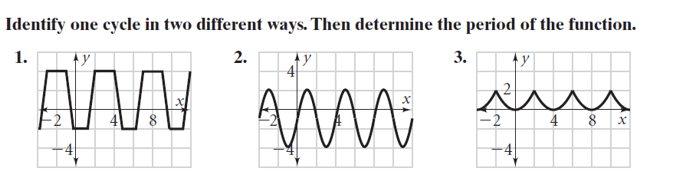 Identify one cycle in two different ways. Then determine the period of the function.
1. y x -2 4 8 -4
2. y 4 x -2 4 -4
3. y 2 -2 4 8 x -4